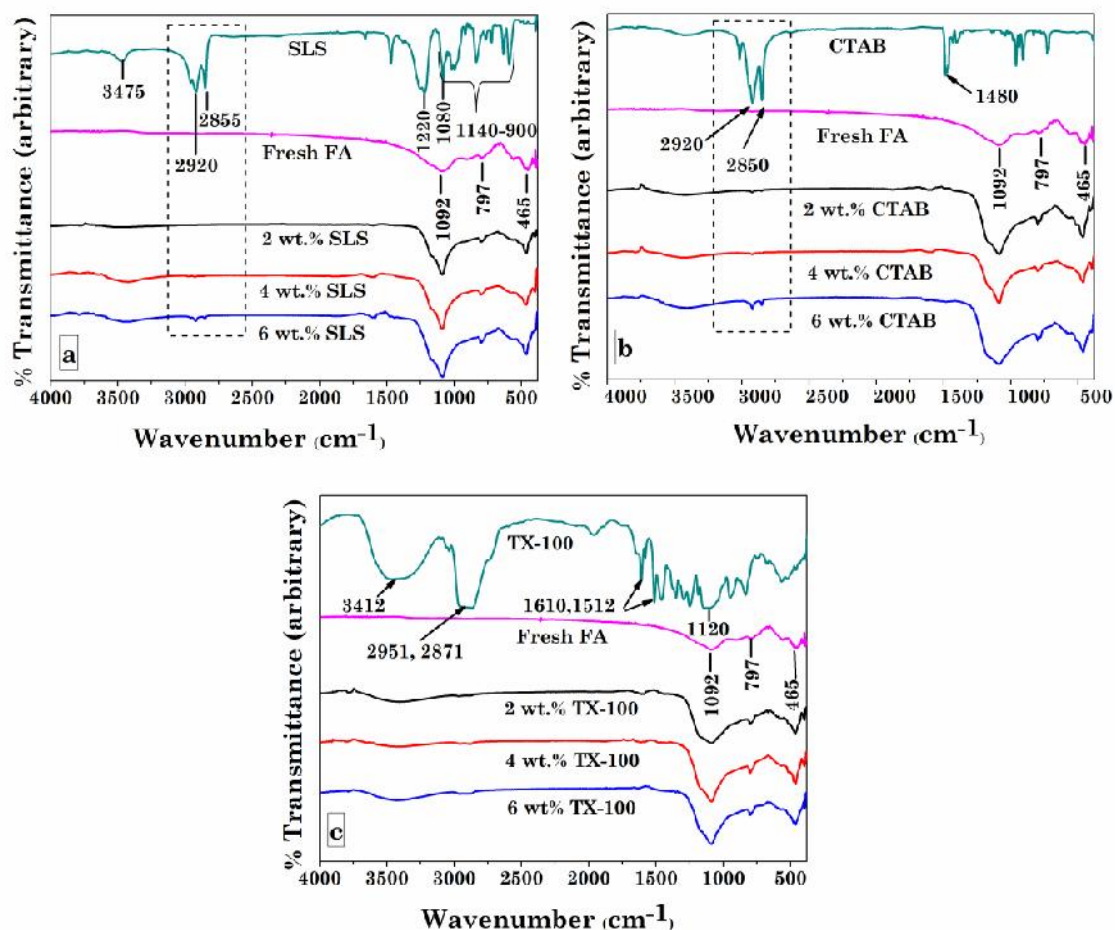 SLS
3475
2855
2920
1220
1080
1140-900
Fresh FA
1092
797
465
2 wt.% SLS
4 wt.% SLS
6 wt.% SLS
a
% Transmittance (arbitrary)
4000 3500 3000 2500 2000 1500 1000 500
Wavenumber (cm-1)
CTAB
1480
2920
2850
Fresh FA
1092
797
465
2 wt.% CTAB
4 wt.% CTAB
6 wt.% CTAB
b
% Transmittance (arbitrary)
4000 3500 3000 2500 2000 1500 1000 500
Wavenumber (cm-1)
TX-100
3412
1610,1512
1120
2951, 2871
Fresh FA
1092
797
465
2 wt.% TX-100
4 wt.% TX-100
6 wt% TX-100
c
% Transmittance (arbitrary)
4000 3500 3000 2500 2000 1500 1000 500
Wavenumber (cm-1)